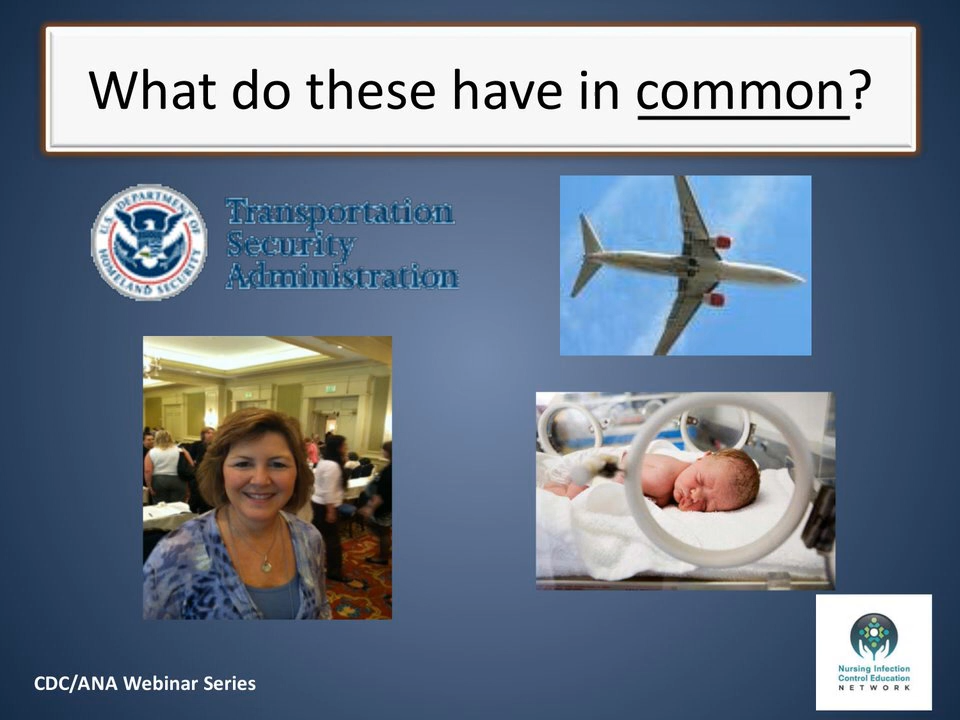 What do these have in common?
U.S. DEPARTMENT OF
HOMELAND SECURITY
Transportation
Security
Administration
CDC/ANA Webinar Series
Nursing Infection
Control Education
NETWORK